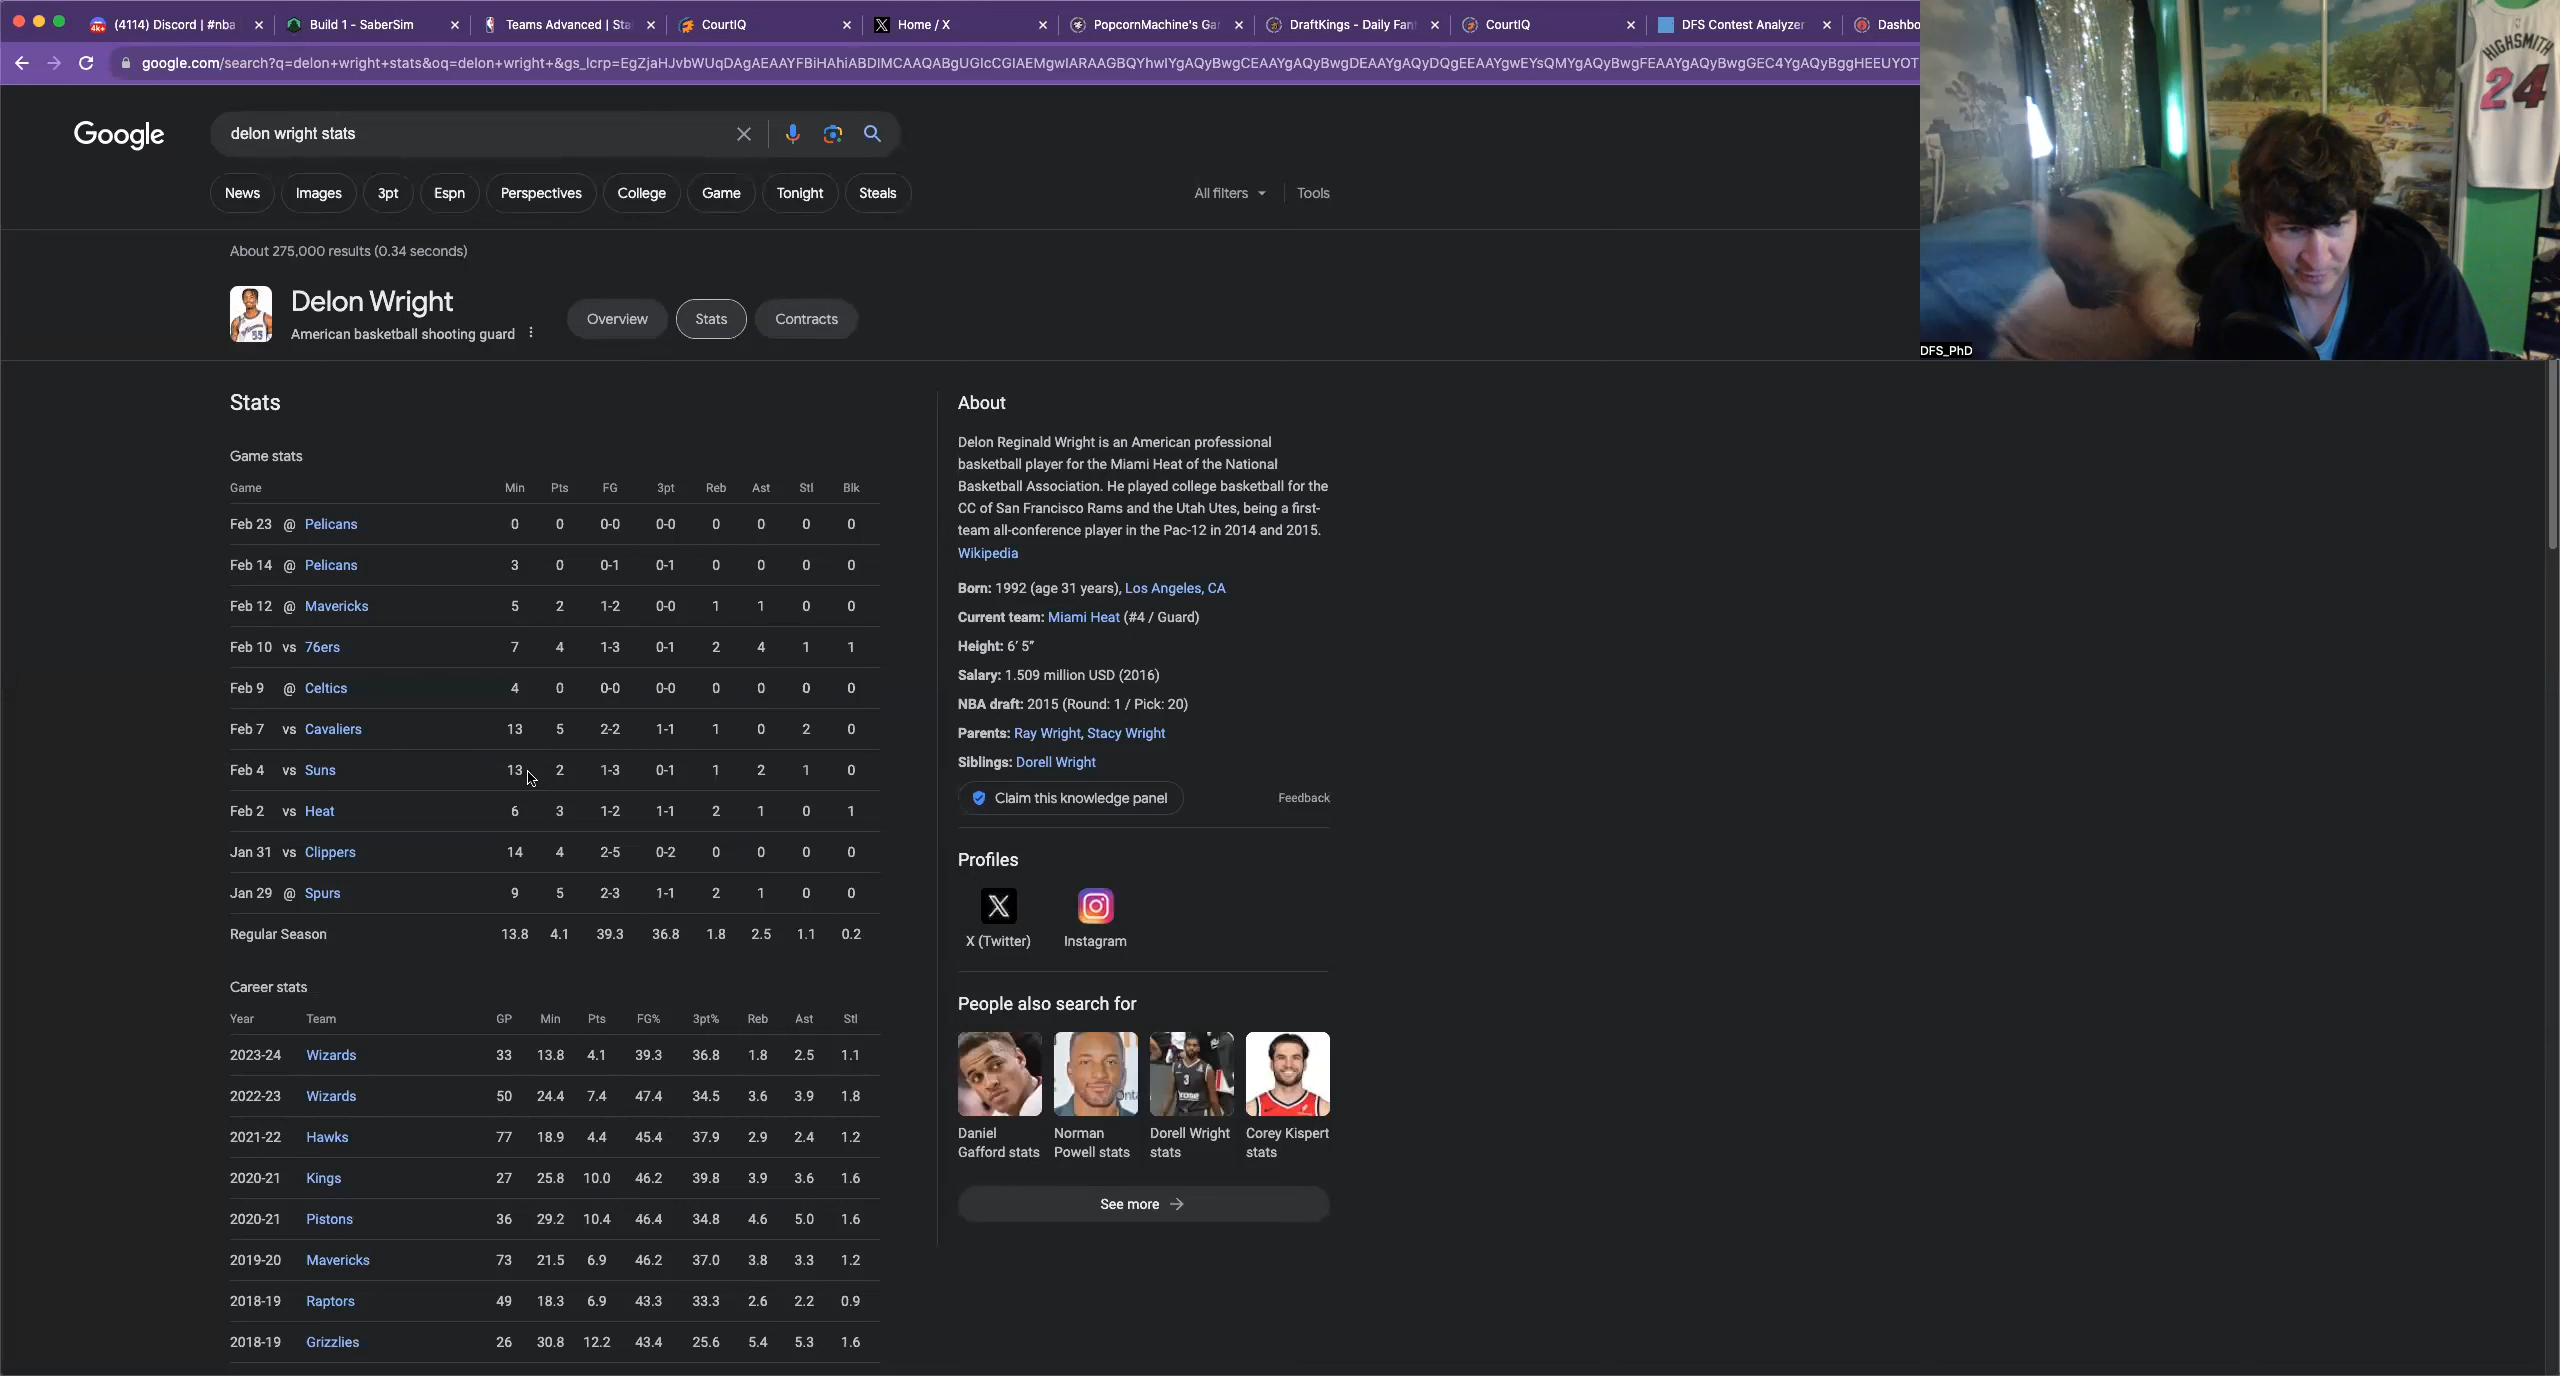 (4114) Discord | #nba
Build 1 - SaberSim
Teams Advanced | Sta
CourtIQ
Home / X
PopcornMachine's Ga
DraftKings - Daily Fan
CourtIQ
DFS Contest Analyzer
Dashbo
google.com/search?q=delon+wright+stats&oq=delon+wright+&gs_lcrp=
Google
delon wright stats
News Images 3pt Espn Perspectives College Game Tonight Steals
All filters Tools
About 275,000 results (0.34 seconds)
Delon Wright
American basketball shooting guard
Overview Stats Contracts
HIGHSMITH
24
DFS_PhD
Stats
Game stats
Game Min Pts FG 3pt Reb Ast Stl Blk
Feb 23 @ Pelicans 0 0 0-0 0-0 0 0 0 0
Feb 14 @ Pelicans 3 0 0-1 0-1 0 0 0 0
Feb 12 @ Mavericks 5 2 1-2 0-0 1 1 0 0
Feb 10 vs 76ers 7 4 1-3 0-1 2 4 1 1
Feb 9 @ Celtics 4 0 0-0 0-0 0 0 0 0
Feb 7 vs Cavaliers 13 5 2-2 1-1 1 0 2 0
Feb 4 vs Suns 13 2 1-3 0-1 1 2 1 0
Feb 2 vs Heat 6 3 1-2 1-1 2 1 0 1
Jan 31 vs Clippers 14 4 2-5 0-2 0 0 0 0
Jan 29 @ Spurs 9 5 2-3 1-1 2 1 0 0
Regular Season 13.8 4.1 39.3 36.8 1.8 2.5 1.1 0.2
Career stats
Year Team GP Min Pts FG% 3pt% Reb Ast Stl
2023-24 Wizards 33 13.8 4.1 39.3 36.8 1.8 2.5 1.1
2022-23 Wizards 50 24.4 7.4 47.4 34.5 3.6 3.9 1.8
2021-22 Hawks 77 18.9 4.4 45.4 37.9 2.9 2.4 1.2
2020-21 Kings 27 25.8 10.0 46.2 39.8 3.9 3.6 1.6
2020-21 Pistons 36 29.2 10.4 46.4 34.8 4.6 5.0 1.6
2019-20 Mavericks 73 21.5 6.9 46.2 37.0 3.8 3.3 1.2
2018-19 Raptors 49 18.3 6.9 43.3 33.3 2.6 2.2 0.9
2018-19 Grizzlies 26 30.8 12.2 43.4 25.6 5.4 5.3 1.6
About
Delon Reginald Wright is an American professional
basketball player for the Miami Heat of the National
Basketball Association. He played college basketball for the
CC of San Francisco Rams and the Utah Utes, being a first-
team all-conference player in the Pac-12 in 2014 and 2015.
Wikipedia
Born: 1992 (age 31 years), Los Angeles, CA
Current team: Miami Heat (#4 / Guard)
Height: 6′ 5″
Salary: 1.509 million USD (2016)
NBA draft: 2015 (Round: 1 / Pick: 20)
Parents: Ray Wright, Stacy Wright
Siblings: Dorell Wright
Claim this knowledge panel
Feedback
Profiles
X (Twitter)
Instagram
People also search for
Daniel
Gafford stats
Norman
Powell stats
Dorell Wright
stats
Corey Kispert
stats
See more